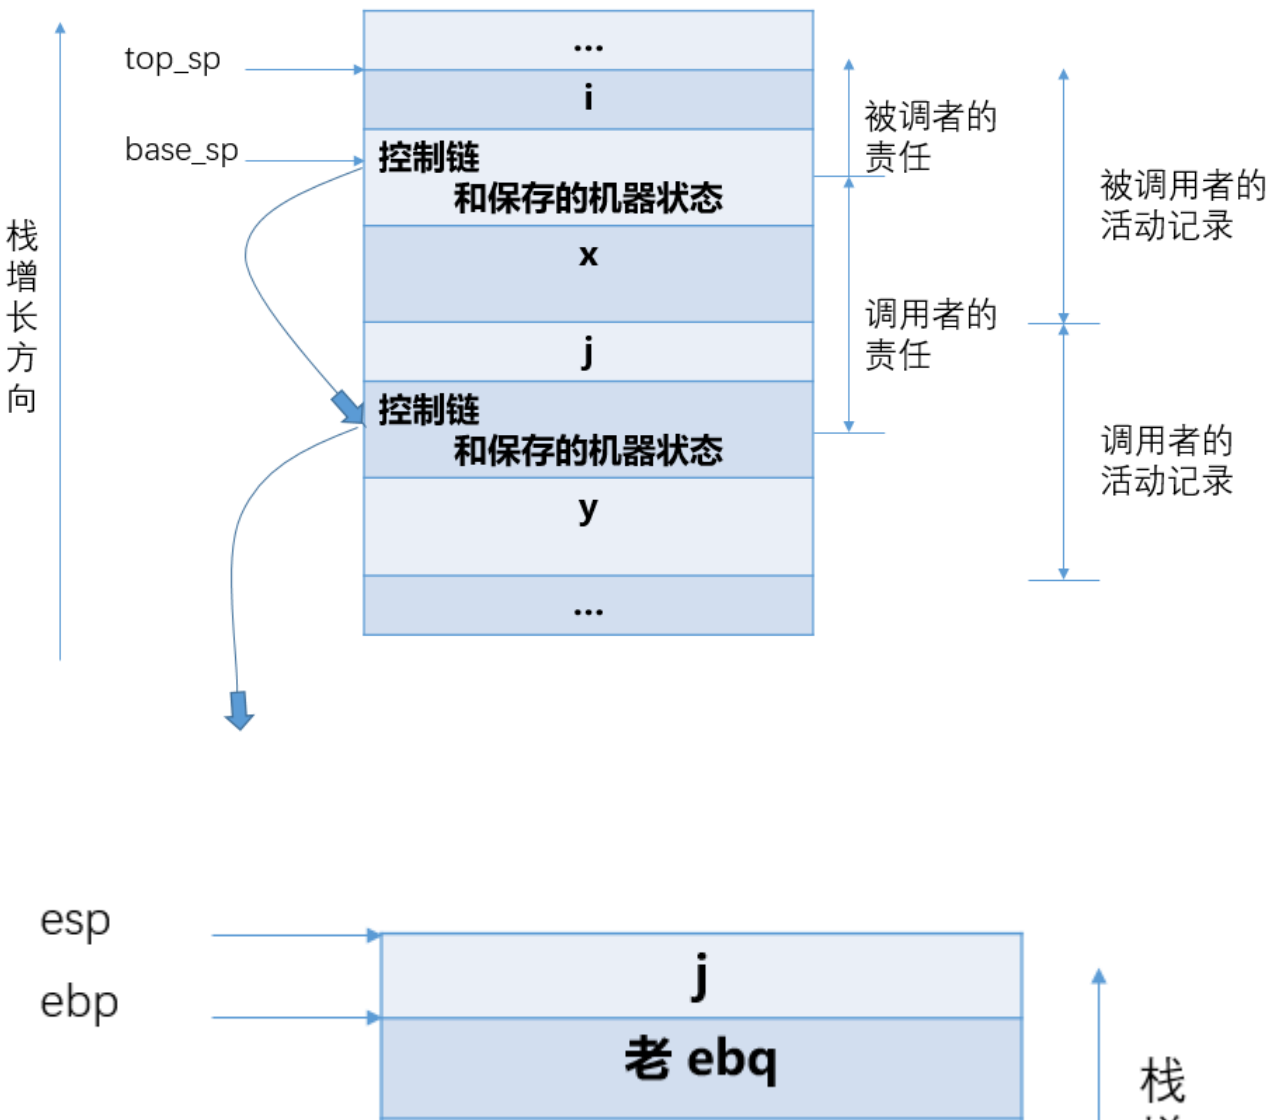 top_sp
base_sp
栈
增
长
方
向
...
i
控制链
和保存的机器状态
x
j
控制链
和保存的机器状态
y
...
被调者的
责任
调用者的
责任
被调用者的
活动记录
调用者的
活动记录
esp
ebp
j
老 ebq
栈